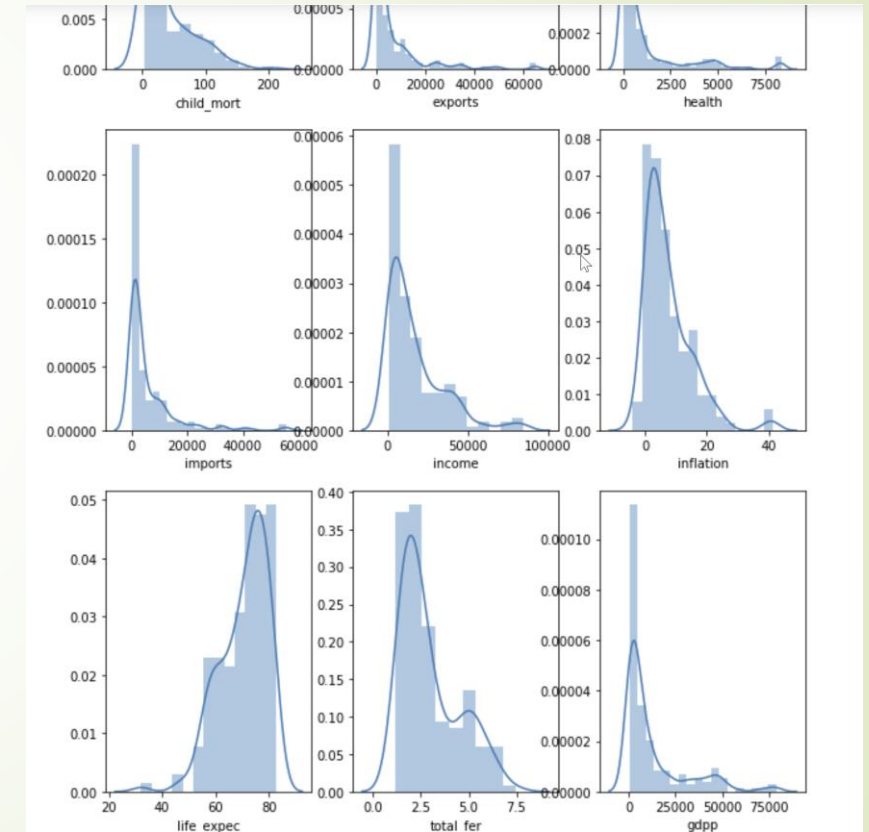 0.005
0.000
0 100 200
child_mort
0.00005
0.00000
0 20000 40000 60000
exports
0.0002
0.0000
0 2500 5000 7500
health
0.00020
0.00015
0.00010
0.00005
0.00000
0 20000 40000 60000
imports
0.00006
0.00005
0.00004
0.00003
0.00002
0.00001
0.00000
0 50000 100000
income
0.08
0.07
0.06
0.05
0.04
0.03
0.02
0.01
0.00
0 20 40
inflation
0.05
0.04
0.03
0.02
0.01
0.00
20 40 60 80
life_expec
0.40
0.35
0.30
0.25
0.20
0.15
0.10
0.05
0.00
0.0 2.5 5.0 7.5
total_fer
0.00010
0.00008
0.00006
0.00004
0.00002
0.00000
0 25000 50000 75000
gdpp